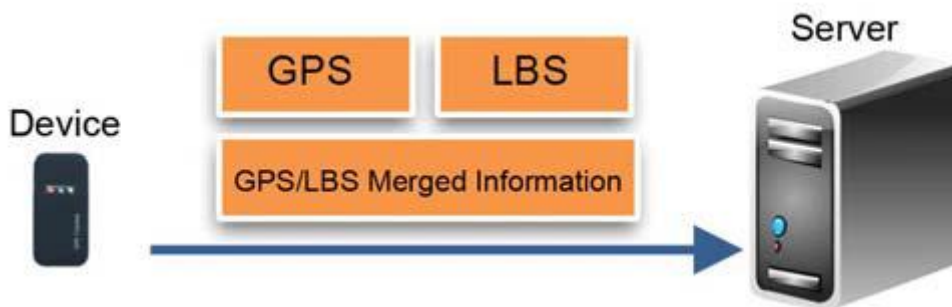 Server
GPS
LBS
Device
GPS/LBS Merged Information